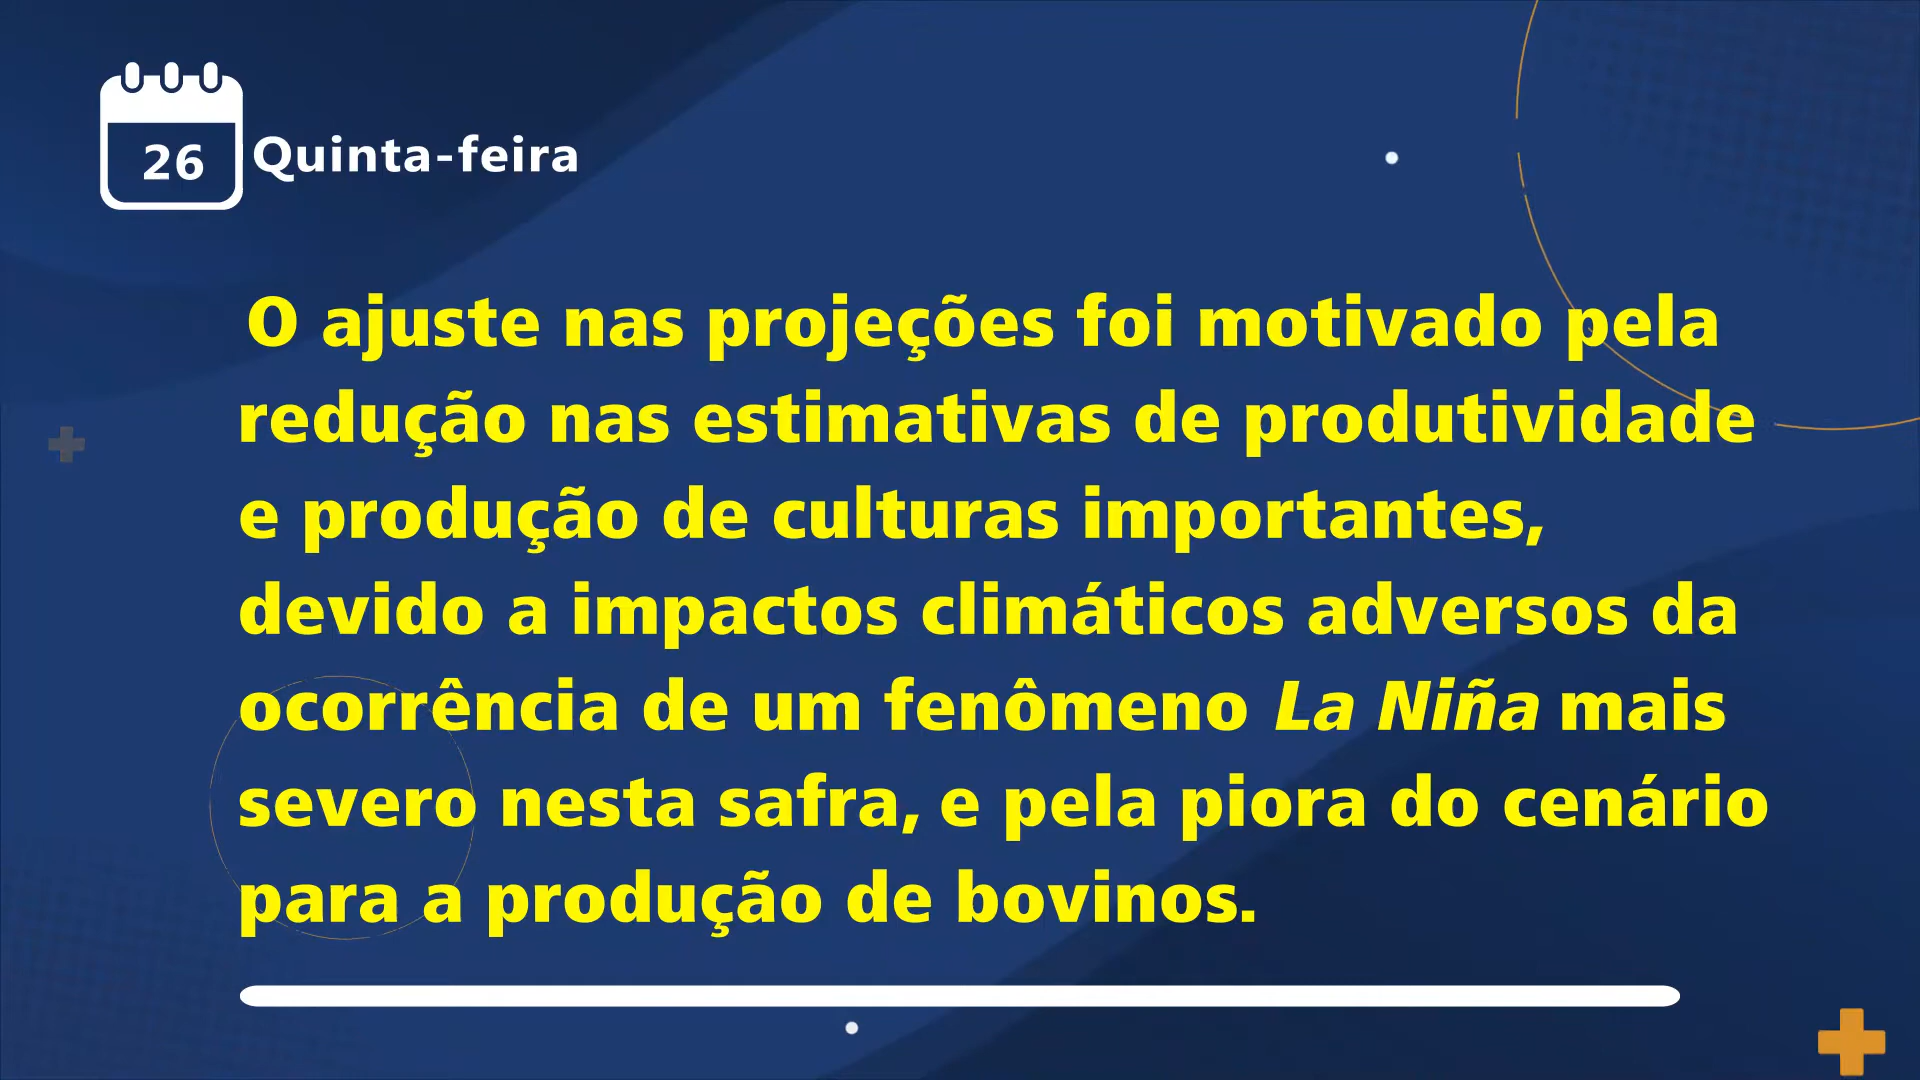 26
Quinta-feira
O ajuste nas projeções foi motivado pela
redução nas estimativas de produtividade
e produção de culturas importantes,
devido a impactos climáticos adversos da
ocorrência de um fenômeno La Niña mais
severo nesta safra, e pela piora do cenário
para a produção de bovinos.